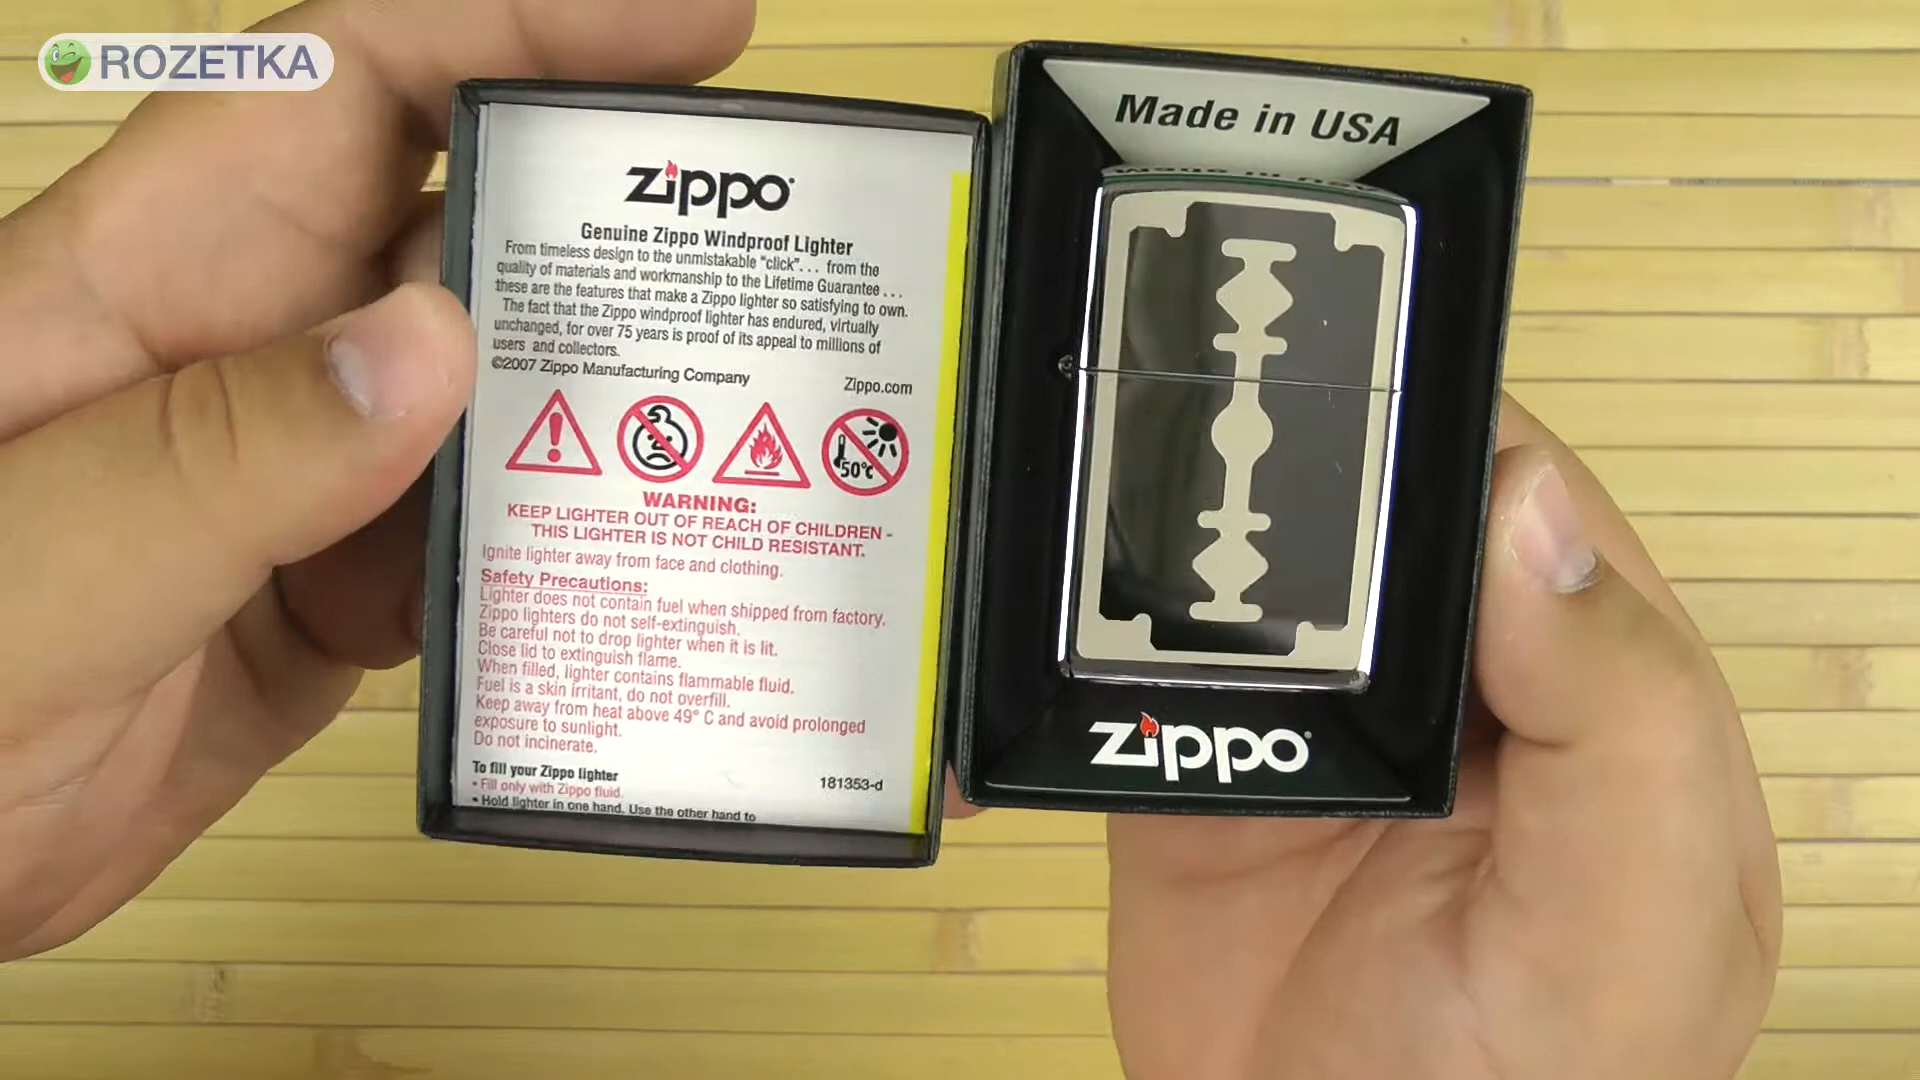 ROZETKA
zippo
Genuine Zippo Windproof Lighter
From timeless design to the unmistakable “click”. . . from the
quality of materials and workmanship to the Lifetime Guarantee . . .
these are the features that make a Zippo lighter so satisfying to own.
The fact that the Zippo windproof lighter has endured, virtually
unchanged, for over 75 years is proof of its appeal to millions of
users and collectors.
©2007 Zippo Manufacturing Company
Zippo.com
50°C
WARNING:
KEEP LIGHTER OUT OF REACH OF CHILDREN -
THIS LIGHTER IS NOT CHILD RESISTANT.
Ignite lighter away from face and clothing.
Safety Precautions:
Lighter does not contain fuel when shipped from factory.
Zippo lighters do not self-extinguish.
Be careful not to drop lighter when it is lit.
Close lid to extinguish flame.
When filled, lighter contains flammable fluid.
Fuel is a skin irritant, do not overfill.
Keep away from heat above 49° C and avoid prolonged
exposure to sunlight.
Do not incinerate.
To fill your Zippo lighter
181353-d
• Fill only with Zippo fluid.
• Hold lighter in one hand. Use the other hand to
Made in USA
zippo